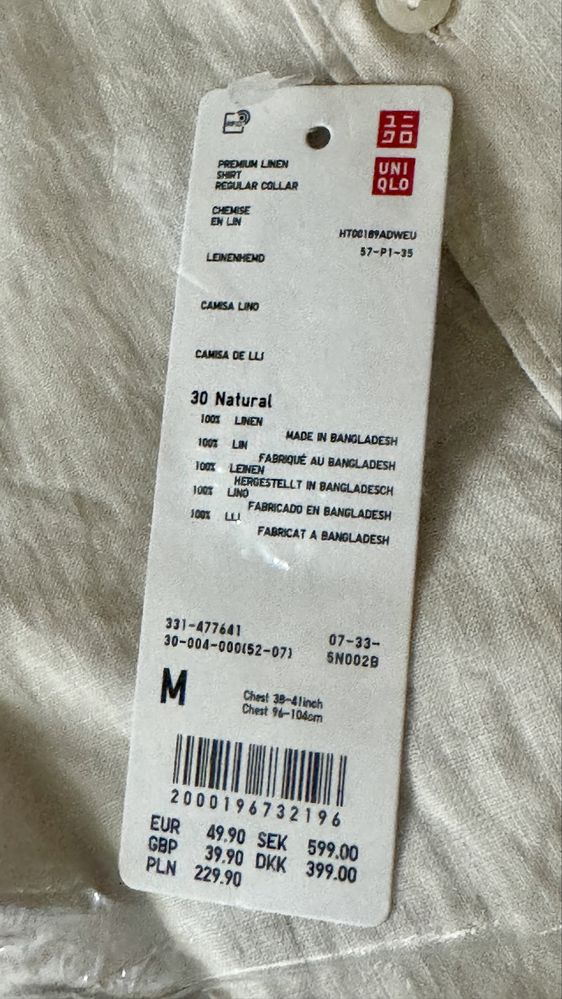 ユニ
クロ
UNI
QLO
PREMIUM LINEN
SHIRT
REGULAR COLLAR
CHEMISE
EN LIN
HT00189ADWEU
57-P1-35
LEINENHEMD
CAMISA LINO
CAMISA DE LLI
30 Natural
100% LINEN
MADE IN BANGLADESH
100% LIN
FABRIQUÉ AU BANGLADESH
100% LEINEN
HERGESTELLT IN BANGLADESCH
100% LINO
FABRICADO EN BANGLADESH
100% LLI
FABRICAT A BANGLADESH
331-477641
30-004-000(52-07)
07-33-
5N002B
M
Chest 38-41inch
Chest 96-104cm
2000196732196
EUR 49.90 SEK 599.00
GBP 39.90 DKK 399.00
PLN 229.90